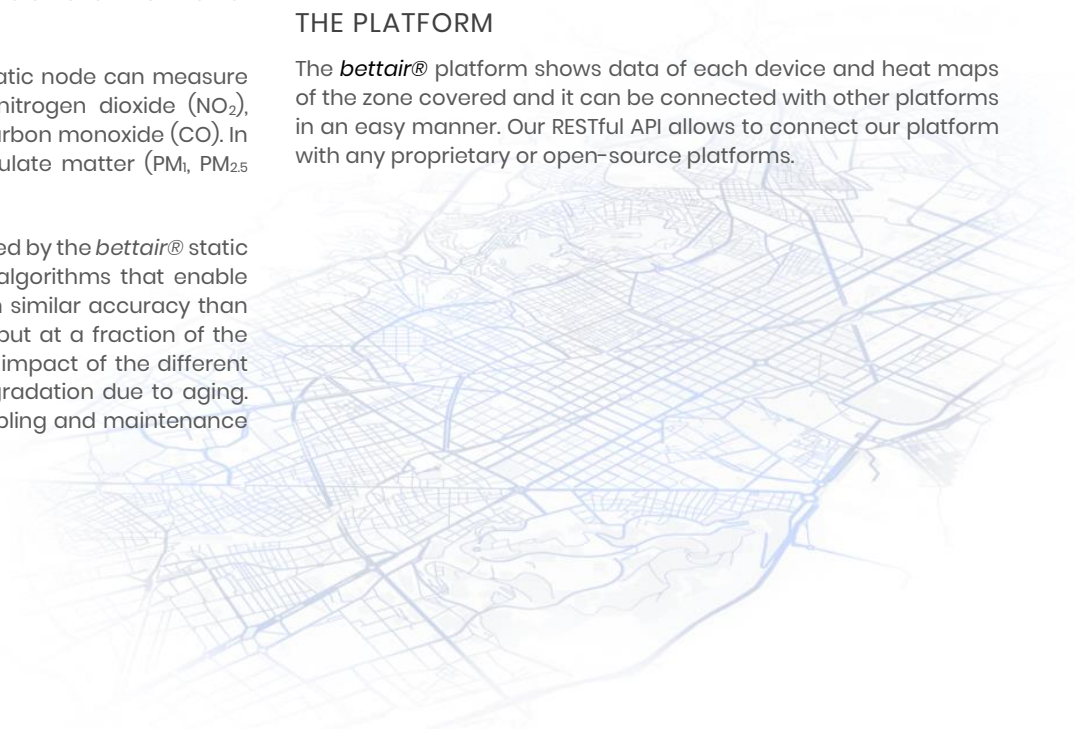 atic node can measure
nitrogen dioxide (NO₂),
rbon monoxide (CO). In
ulate matter (PM₁, PM₂.₅
ed by the bettair® static
algorithms that enable
similar accuracy than
but at a fraction of the
impact of the different
gradation due to aging.
pling and maintenance
THE PLATFORM
The bettair® platform shows data of each device and heat maps
of the zone covered and it can be connected with other platforms
in an easy manner. Our RESTful API allows to connect our platform
with any proprietary or open-source platforms.